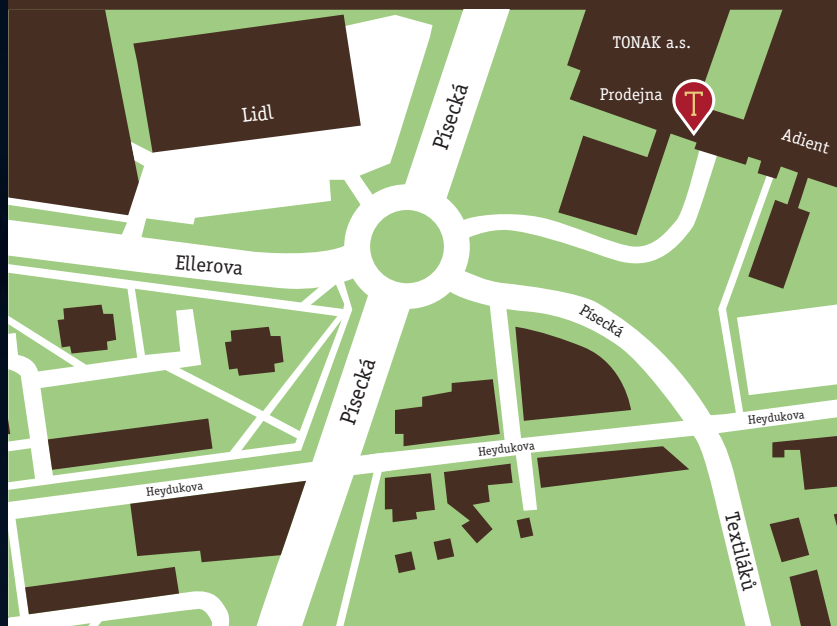 TONAK a.s.
Písecká
Prodejna
T
Lidl
Adient
Ellerova
Písecká
Písecká
Heydukova
Heydukova
Heydukova
Textiláků